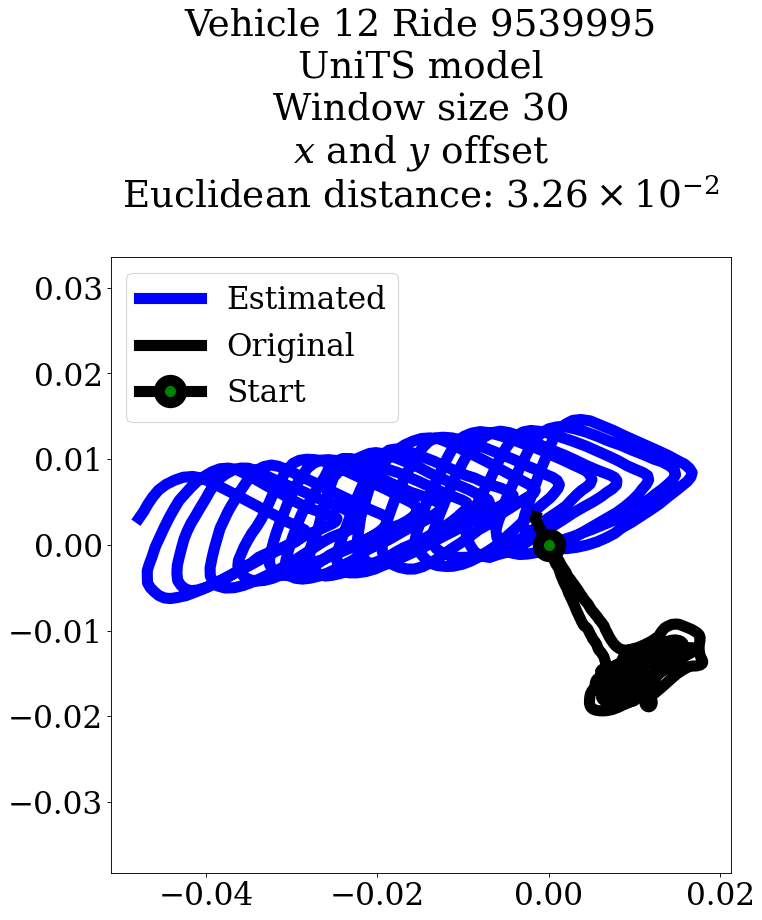 Vehicle 12 Ride 9539995
UniTS model
Window size 30
x and y offset
Euclidean distance: 3.26 × 10⁻²
Estimated
Original
Start
0.03
0.02
0.01
0.00
−0.01
−0.02
−0.03
−0.04
−0.02
0.00
0.02